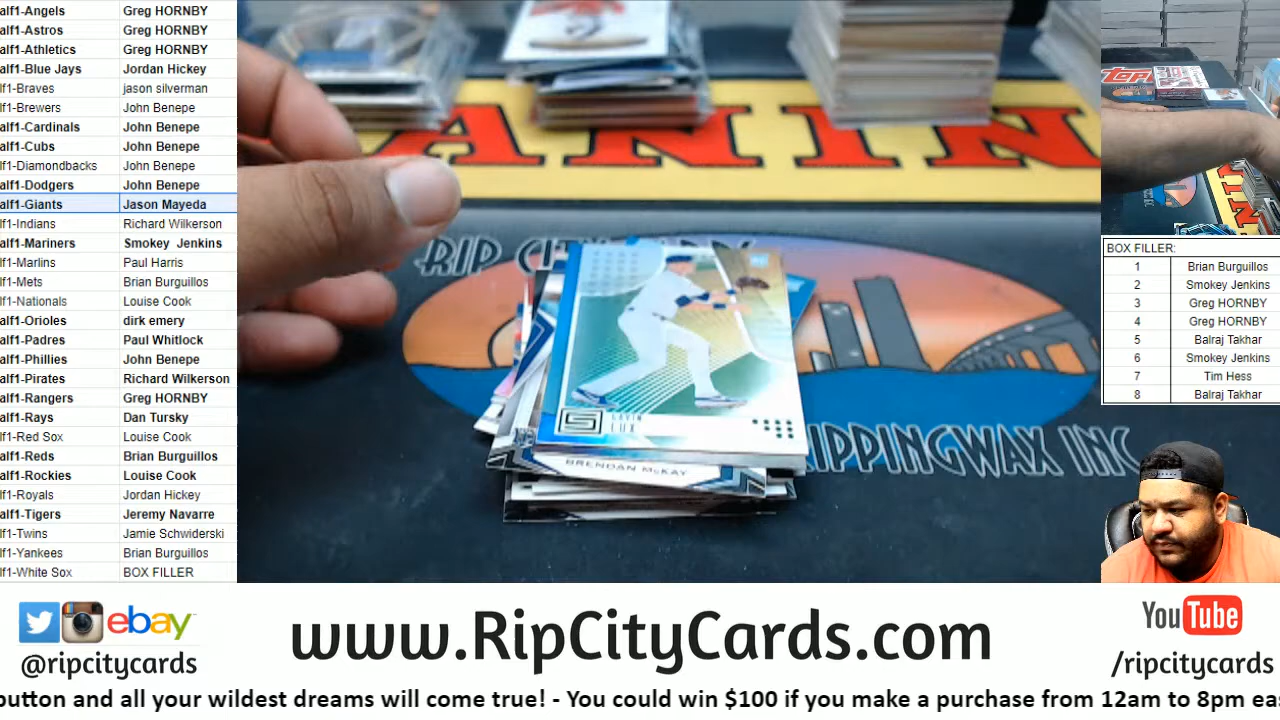 alf1-Angels Greg HORNBY
alf1-Astros Greg HORNBY
alf1-Athletics Greg HORNBY
alf1-Blue Jays Jordan Hickey
lf1-Braves jason silverman
lf1-Brewers John Benepe
alf1-Cardinals John Benepe
alf1-Cubs John Benepe
lf1-Diamondbacks John Benepe
alf1-Dodgers John Benepe
alf1-Giants Jason Mayeda
lf1-Indians Richard Wilkerson
alf1-Mariners Smokey Jenkins
lf1-Marlins Paul Harris
lf1-Mets Brian Burguillos
lf1-Nationals Louise Cook
alf1-Orioles dirk emery
alf1-Padres Paul Whitlock
alf1-Phillies John Benepe
alf1-Pirates Richard Wilkerson
alf1-Rangers Greg HORNBY
alf1-Rays Dan Tursky
lf1-Red Sox Louise Cook
alf1-Reds Brian Burguillos
alf1-Rockies Louise Cook
lf1-Royals Jordan Hickey
alf1-Tigers Jeremy Navarre
lf1-Twins Jamie Schwiderski
lf1-Yankees Brian Burguillos
lf1-White Sox BOX FILLER
ANIN
RIP CI
GAVIN
LUX
BRENDAN McKAY
RIPPINGWAX INC
TOPP
BOX FILLER:
1 Brian Burguillos
2 Smokey Jenkins
3 Greg HORNBY
4 Greg HORNBY
5 Balraj Takhar
6 Smokey Jenkins
7 Tim Hess
8 Balraj Takhar
ebay
@ripcitycards
www.RipCityCards.com
YouTube
/ripcitycards
button and all your wildest dreams will come true! - You could win $100 if you make a purchase from 12am to 8pm eas